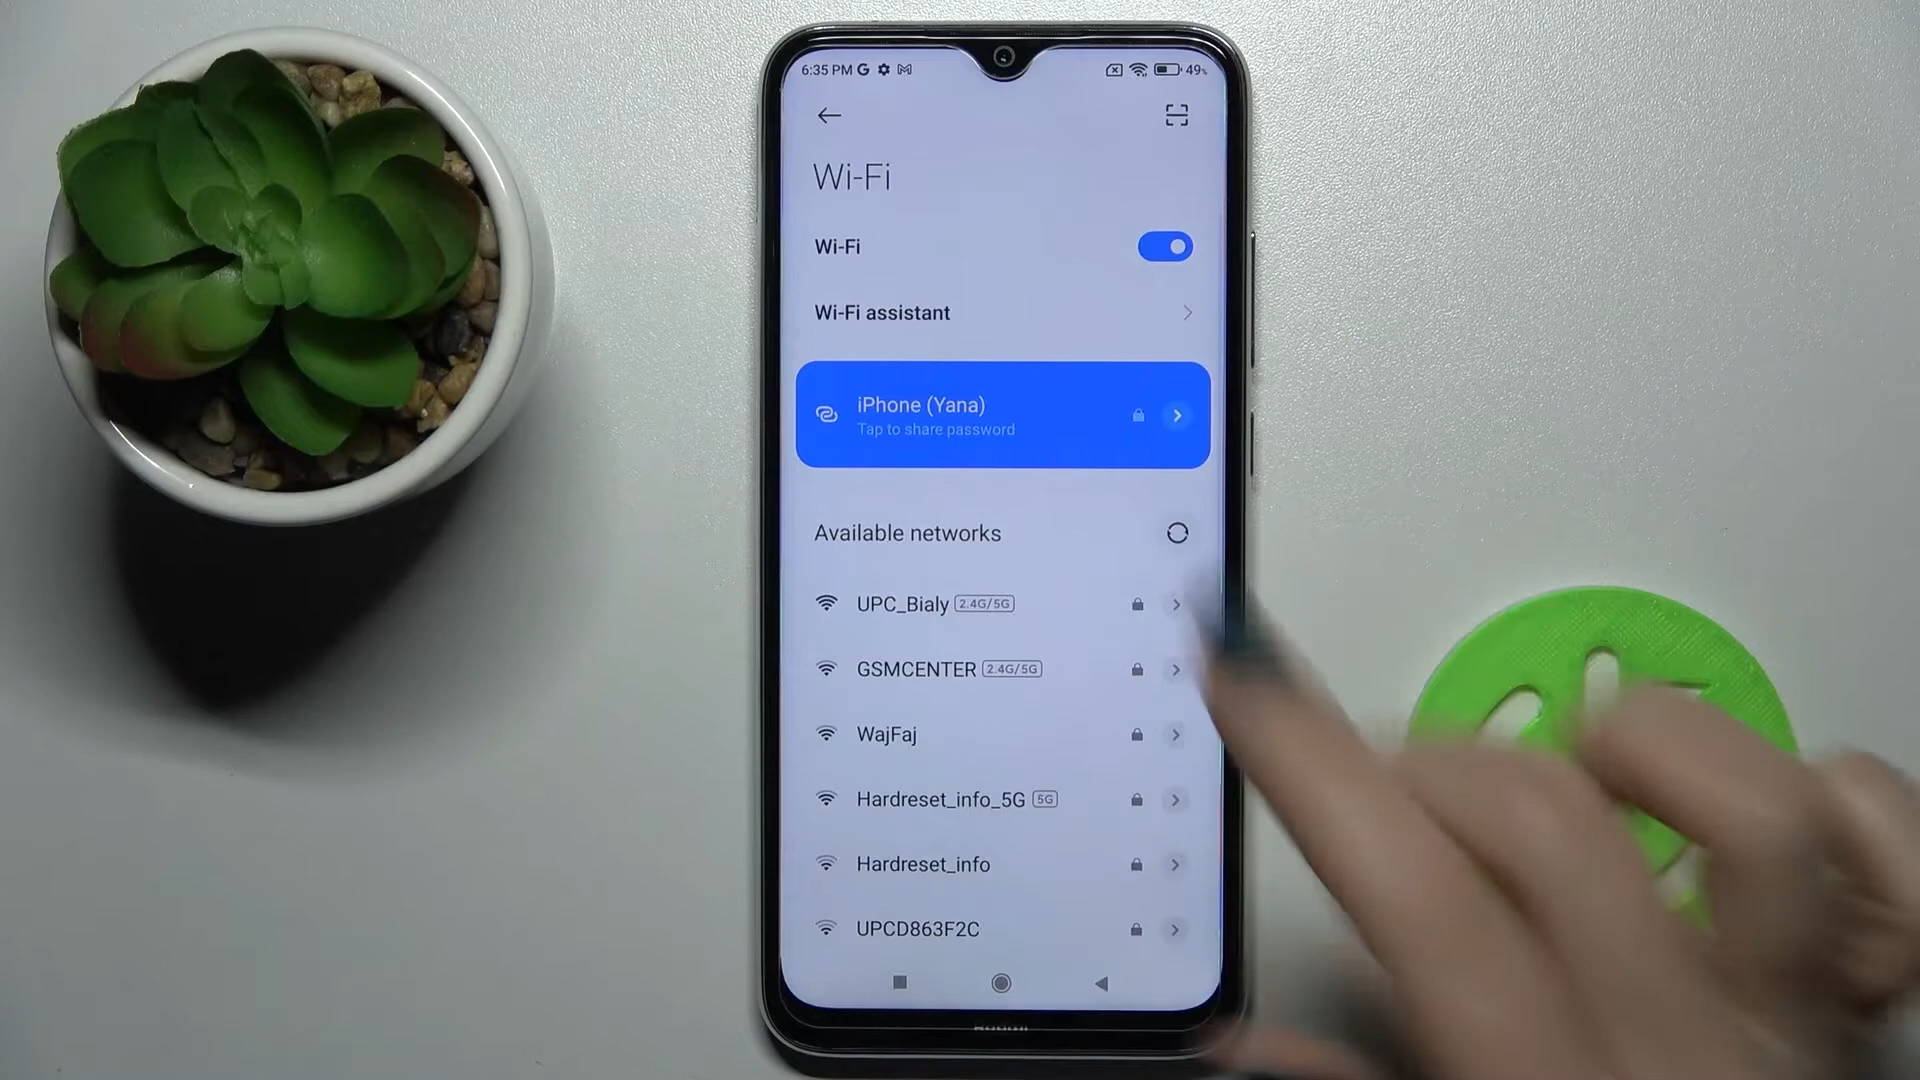 6:35 PM
49%
Wi-Fi
Wi-Fi
Wi-Fi assistant
iPhone (Yana)
Tap to share password
Available networks
UPC_Bialy 2.4G/5G
GSMCENTER 2.4G/5G
WajFaj
Hardreset_info_5G 5G
Hardreset_info
UPCD863F2C